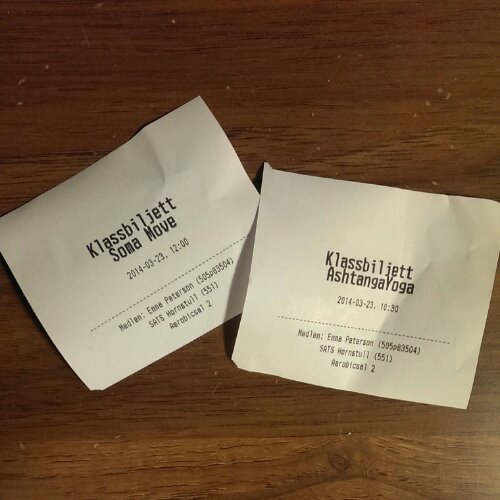 Klassbiljett
Soma Move
2014-03-23, 12:00
Medlem: Emma Peterson (505p83504)
SATS Hornstull (551)
Aerobicsal 2
Klassbiljett
AshtangaYoga
2014-03-23, 10:30
Medlem: Emma Peterson (505p83504)
SATS Hornstull (551)
Aerobicsal 2